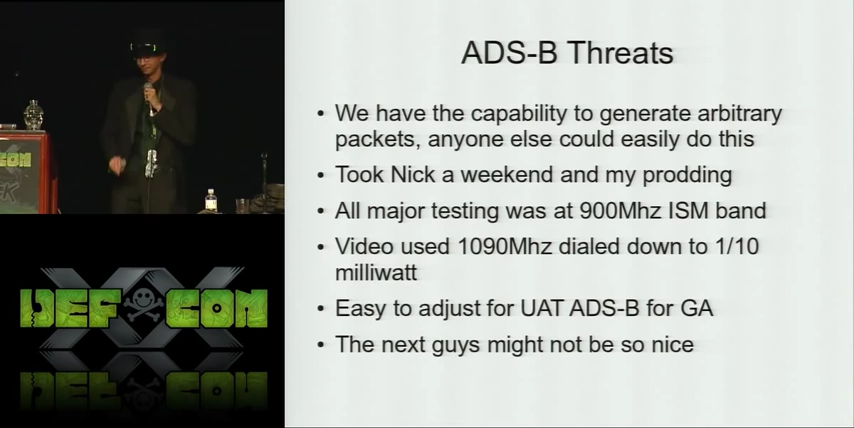 ADS-B Threats
• We have the capability to generate arbitrary
packets, anyone else could easily do this
• Took Nick a weekend and my prodding
• All major testing was at 900Mhz ISM band
• Video used 1090Mhz dialed down to 1/10
milliwatt
• Easy to adjust for UAT ADS-B for GA
• The next guys might not be so nice
XX
DEF CON